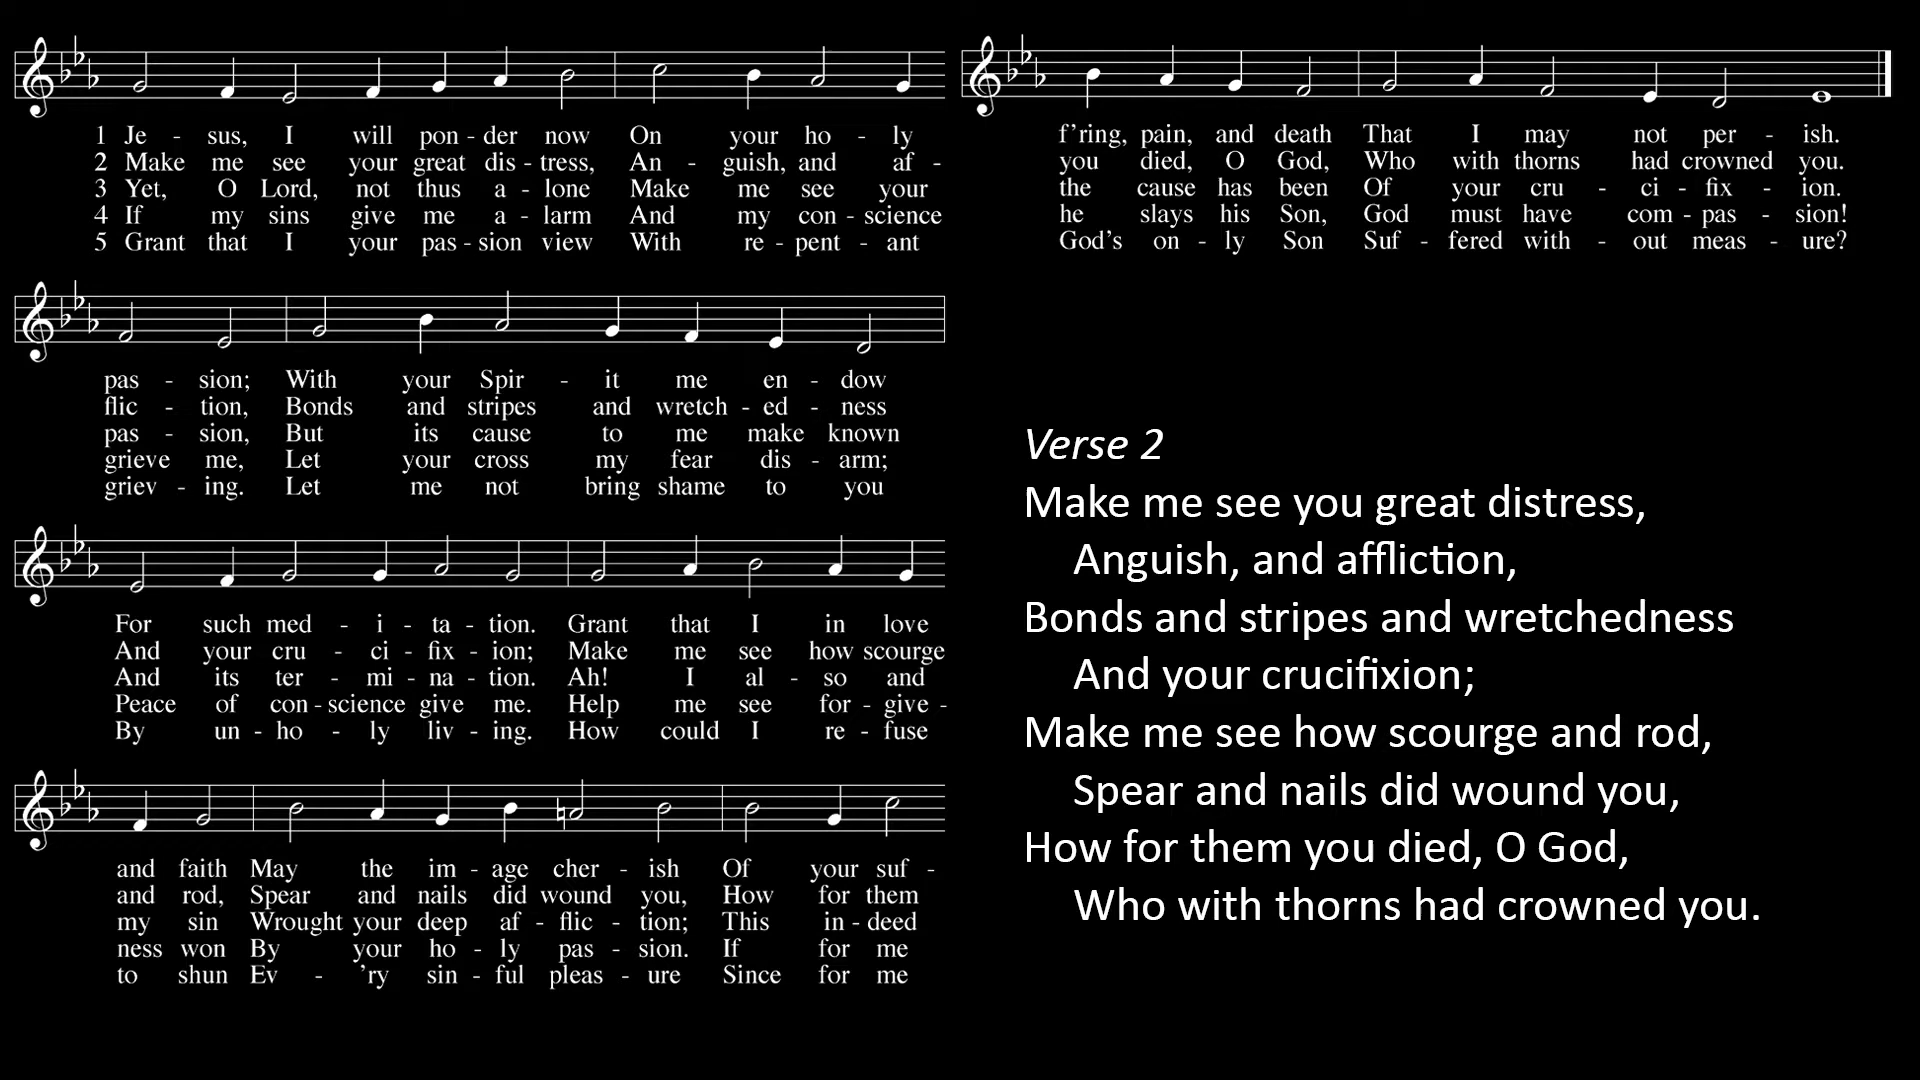 1 Je - sus, I will pon - der now On your ho - ly
2 Make me see your great dis - tress, An - guish, and af -
3 Yet, O Lord, not thus a - lone Make me see your
4 If my sins give me a - larm And my con - science
5 Grant that I your pas - sion view With re - pent - ant
pas - sion; With your Spir - it me en - dow
flic - tion, Bonds and stripes and wretch - ed - ness
pas - sion, But its cause to me make known
grieve me, Let your cross my fear dis - arm;
griev - ing. Let me not bring shame to you
For such med - i - ta - tion. Grant that I in love
And your cru - ci - fix - ion; Make me see how scourge
And its ter - mi - na - tion. Ah! I al - so and
Peace of con - science give me. Help me see for - give -
By un - ho - ly liv - ing. How could I re - fuse
and faith May the im - age cher - ish Of your suf -
and rod, Spear and nails did wound you, How for them
my sin Wrought your deep af - flic - tion; This in - deed
ness won By your ho - ly pas - sion. If for me
to shun Ev - 'ry sin - ful pleas - ure Since for me
f'ring, pain, and death That I may not per - ish.
you died, O God, Who with thorns had crowned you.
the cause has been Of your cru - ci - fix - ion.
he slays his Son, God must have com - pas - sion!
God's on - ly Son Suf - fered with - out meas - ure?
Verse 2
Make me see you great distress,
Anguish, and affliction,
Bonds and stripes and wretchedness
And your crucifixion;
Make me see how scourge and rod,
Spear and nails did wound you,
How for them you died, O God,
Who with thorns had crowned you.